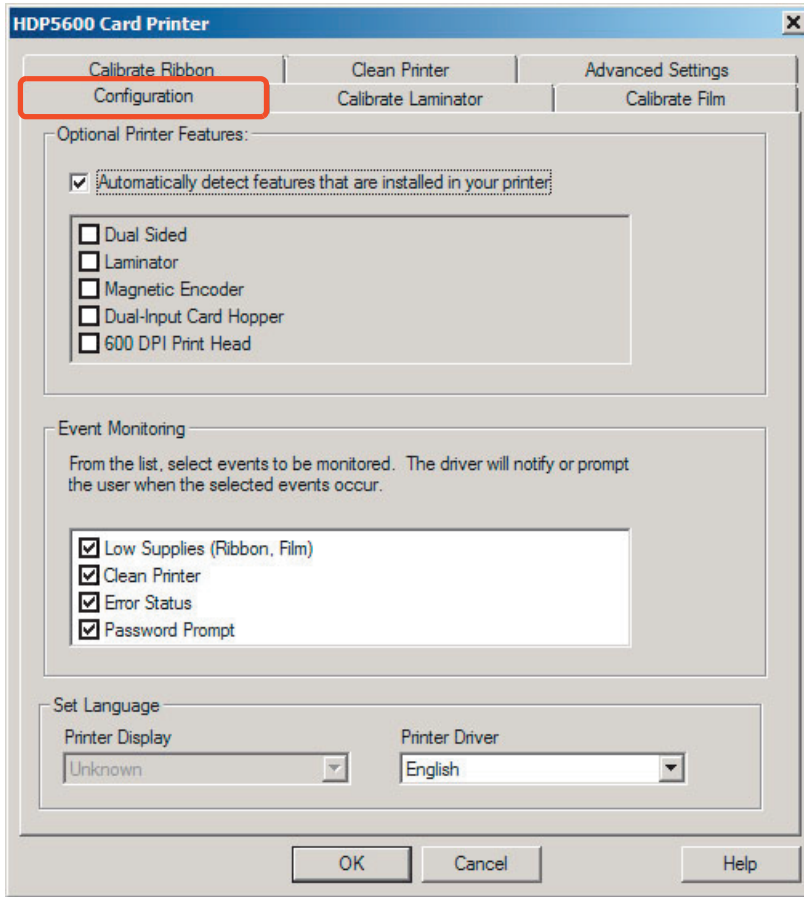 HDP5600 Card Printer
Calibrate Ribbon
Clean Printer
Advanced Settings
Configuration
Calibrate Laminator
Calibrate Film
Optional Printer Features:
Automatically detect features that are installed in your printer
Dual Sided
Laminator
Magnetic Encoder
Dual-Input Card Hopper
600 DPI Print Head
Event Monitoring
From the list, select events to be monitored. The driver will notify or prompt
the user when the selected events occur.
Low Supplies (Ribbon, Film)
Clean Printer
Error Status
Password Prompt
Set Language
Printer Display
Printer Driver
Unknown
English
OK
Cancel
Help